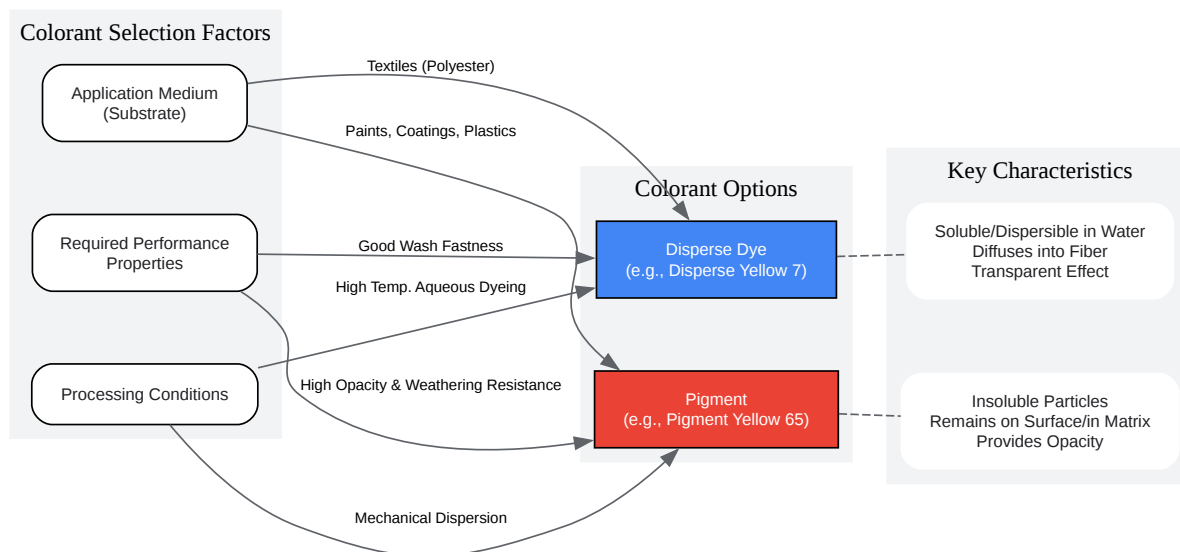 Colorant Selection Factors
Application Medium
(Substrate)
Required Performance
Properties
Processing Conditions
Textiles (Polyester)
Paints, Coatings, Plastics
Good Wash Fastness
High Temp. Aqueous Dyeing
High Opacity & Weathering Resistance
Mechanical Dispersion
Colorant Options
Disperse Dye
(e.g., Disperse Yellow 7)
Pigment
(e.g., Pigment Yellow 65)
Key Characteristics
Soluble/Dispersible in Water
Diffuses into Fiber
Transparent Effect
Insoluble Particles
Remains on Surface/in Matrix
Provides Opacity